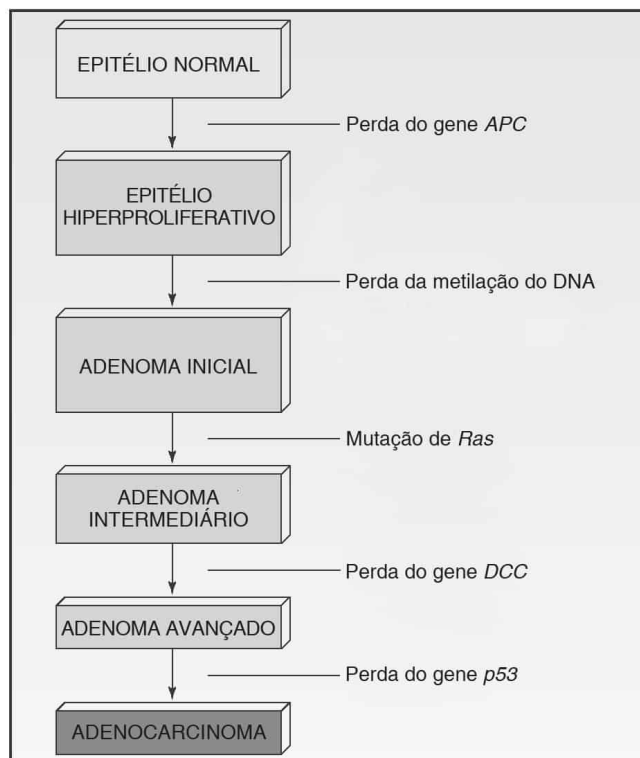 EPITÉLIO NORMAL
Perda do gene APC
EPITÉLIO
HIPERPROLIFERATIVO
Perda da metilação do DNA
ADENOMA INICIAL
Mutação de Ras
ADENOMA
INTERMEDIÁRIO
Perda do gene DCC
ADENOMA AVANÇADO
Perda do gene p53
ADENOCARCINOMA